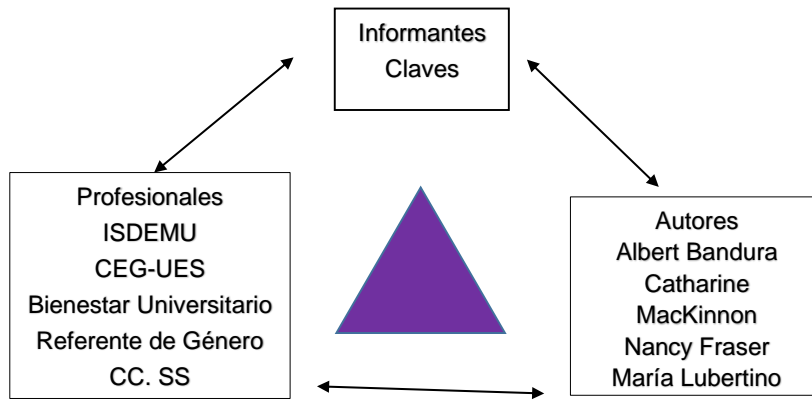 Informantes
Claves
Profesionales
ISDEMU
CEG-UES
Bienestar Universitario
Referente de Género
CC. SS
Autores
Albert Bandura
Catharine
MacKinnon
Nancy Fraser
María Lubertino